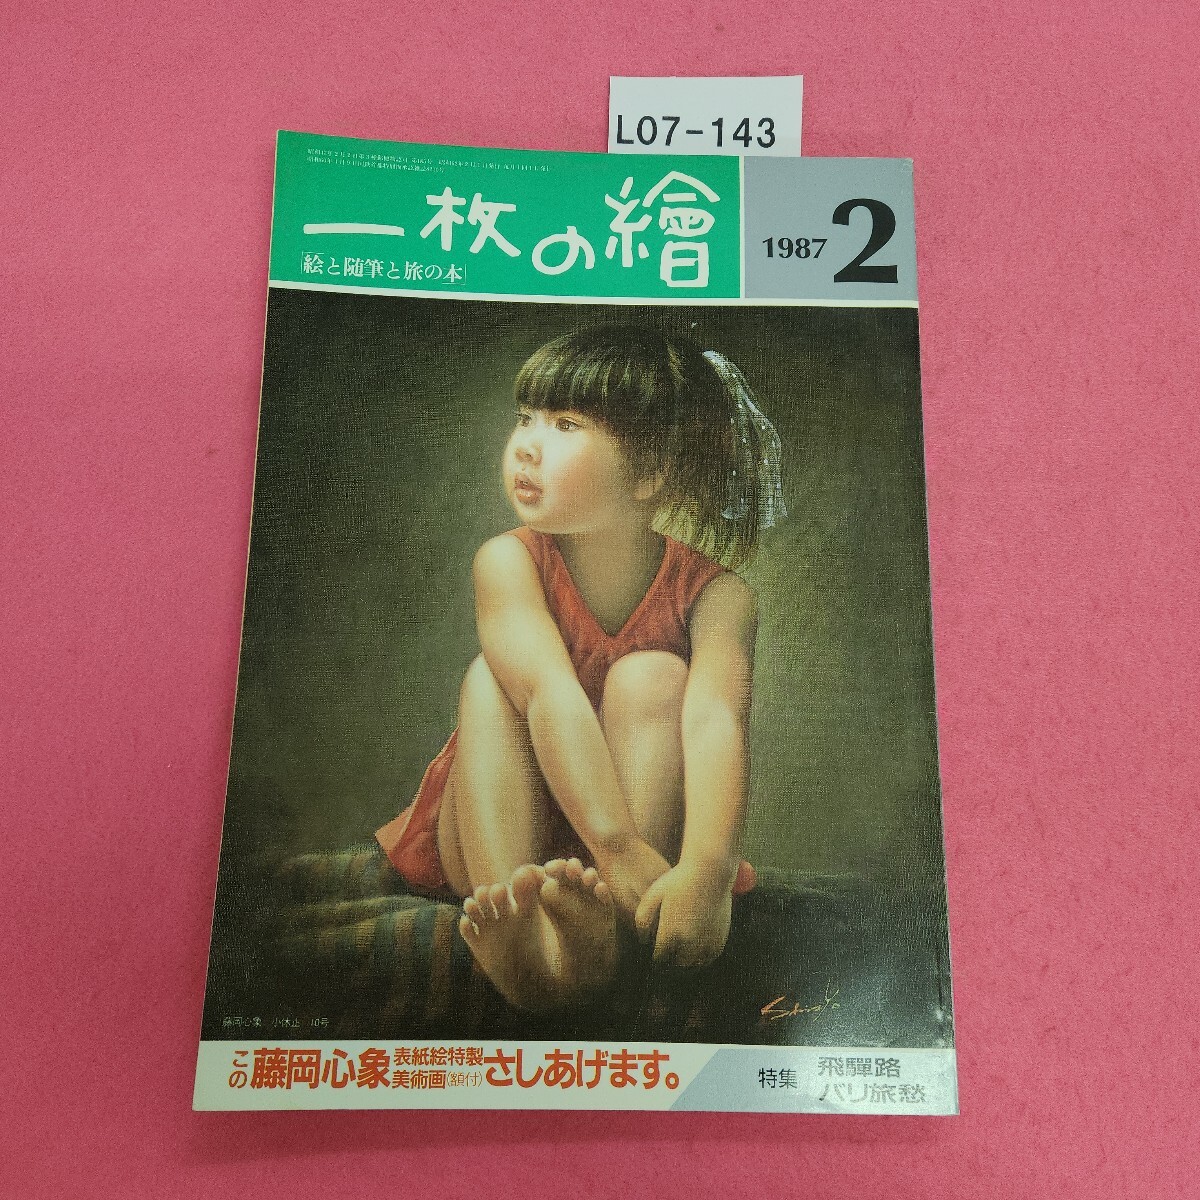 L07-143
一枚の繪
「絵と随筆と旅の本」
1987 2
Shinzo
藤岡心象 小休止 10号
この藤岡心象表紙絵特製美術画(額付)さしあげます。
特集 飛騨路
バリ旅愁